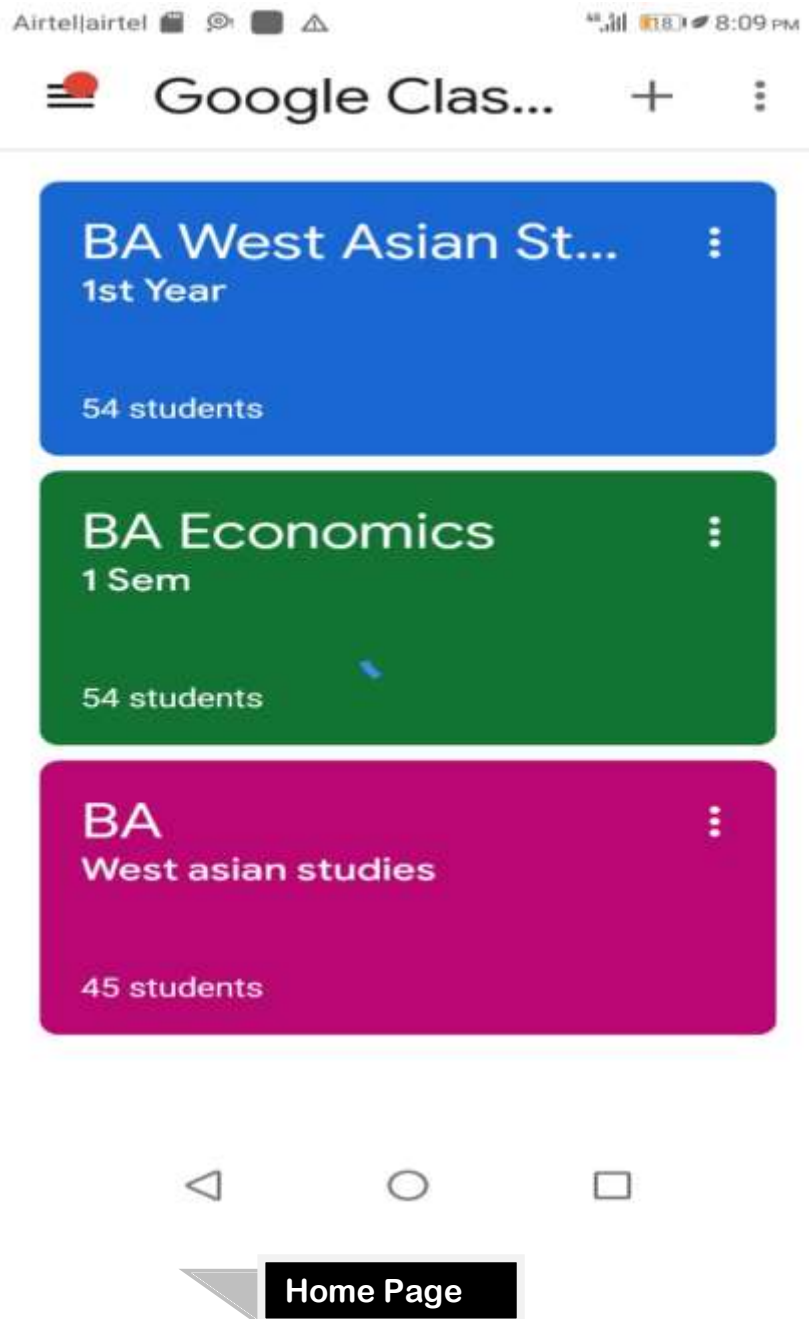 Airtel|airtel 18 8:09 PM
Google Clas...
BA West Asian St...
1st Year
54 students
BA Economics
1 Sem
54 students
BA
West asian studies
45 students
Home Page